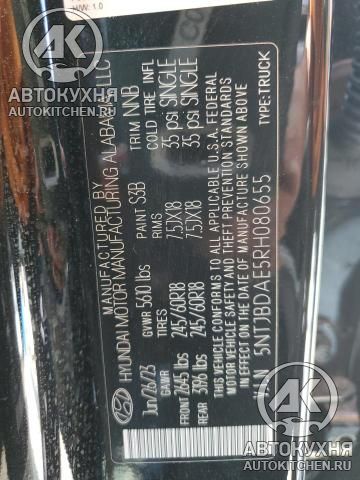 H/W: 1.0
АВТОКУХНЯ
AUTOKITCHEN.RU
MANUFACTURED BY
HYUNDAI MOTOR MANUFACTURING ALABAMA, LLC
Jun/26/23 GVWR 5600 lbs PAINT S3B TRIM NNB
GAWR TIRES RIMS COLD TIRE INFL
FRONT 2645 lbs 245/60R18 7.5JX18 35 psi SINGLE
REAR 3196 lbs 245/60R18 7.5JX18 35 psi SINGLE
THIS VEHICLE CONFORMS TO ALL APPLICABLE U.S.A. FEDERAL
MOTOR VEHICLE SAFETY AND THEFT PREVENTION STANDARDS
IN EFFECT ON THE DATE OF MANUFACTURE SHOWN ABOVE
5NTJBDAE5RH080655 TYPE:TRUCK
АВТОКУХНЯ
AUTOKITCHEN.RU